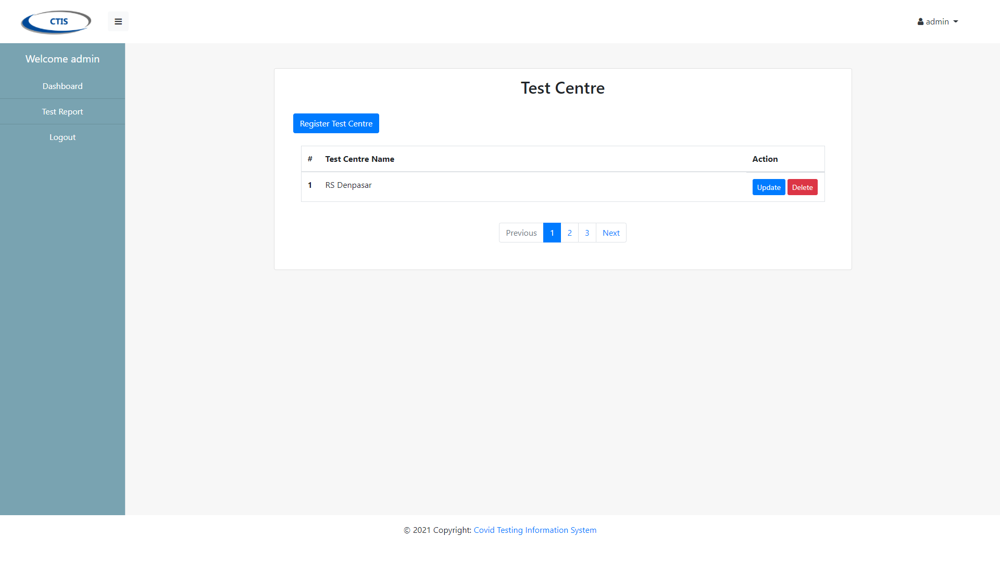 CTIS
admin
Welcome admin
Dashboard
Test Report
Logout
Test Centre
Register Test Centre
# Test Centre Name Action
1 RS Denpasar Update Delete
Previous 1 2 3 Next
© 2021 Copyright: Covid Testing Information System